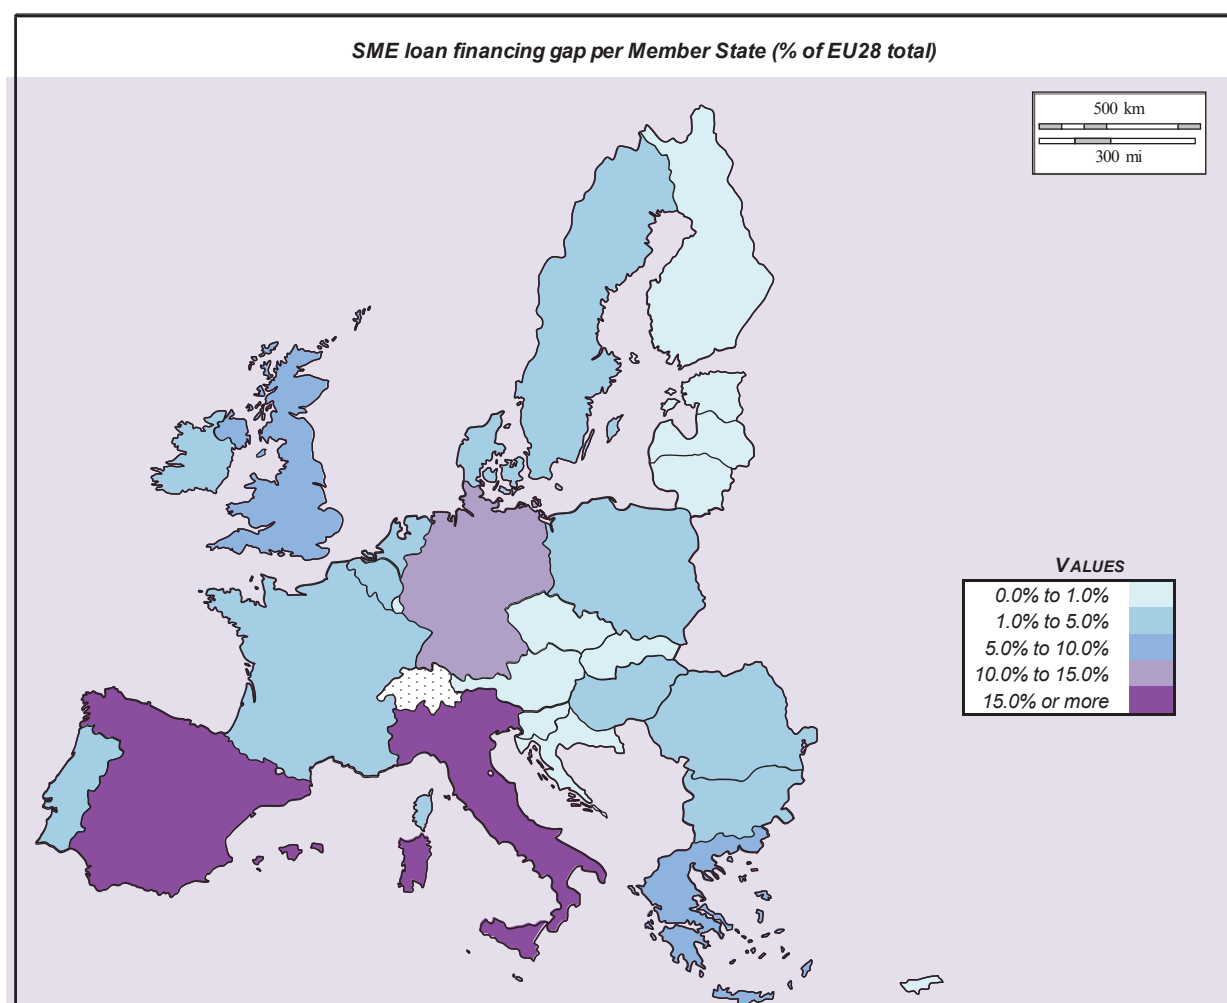 SME loan financing gap per Member State (% of EU28 total)
500 km
300 mi
VALUES
0.0% to 1.0%
1.0% to 5.0%
5.0% to 10.0%
10.0% to 15.0%
15.0% or more